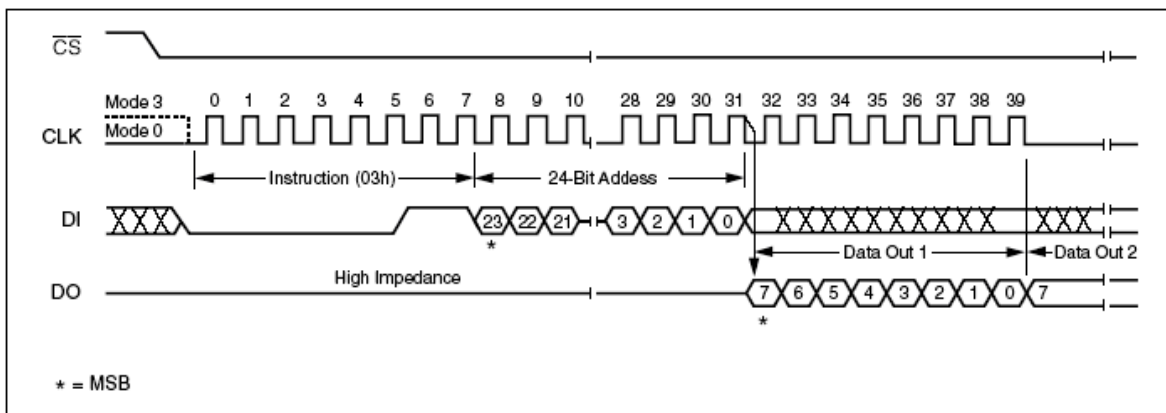 CS
Mode 3 0 1 2 3 4 5 6 7 8 9 10 28 29 30 31 32 33 34 35 36 37 38 39
CLK Mode 0
Instruction (03h) 24-Bit Addess
DI 23 22 21 3 2 1 0
* Data Out 1 Data Out 2
High Impedance
DO 7 6 5 4 3 2 1 0 7
*
* = MSB